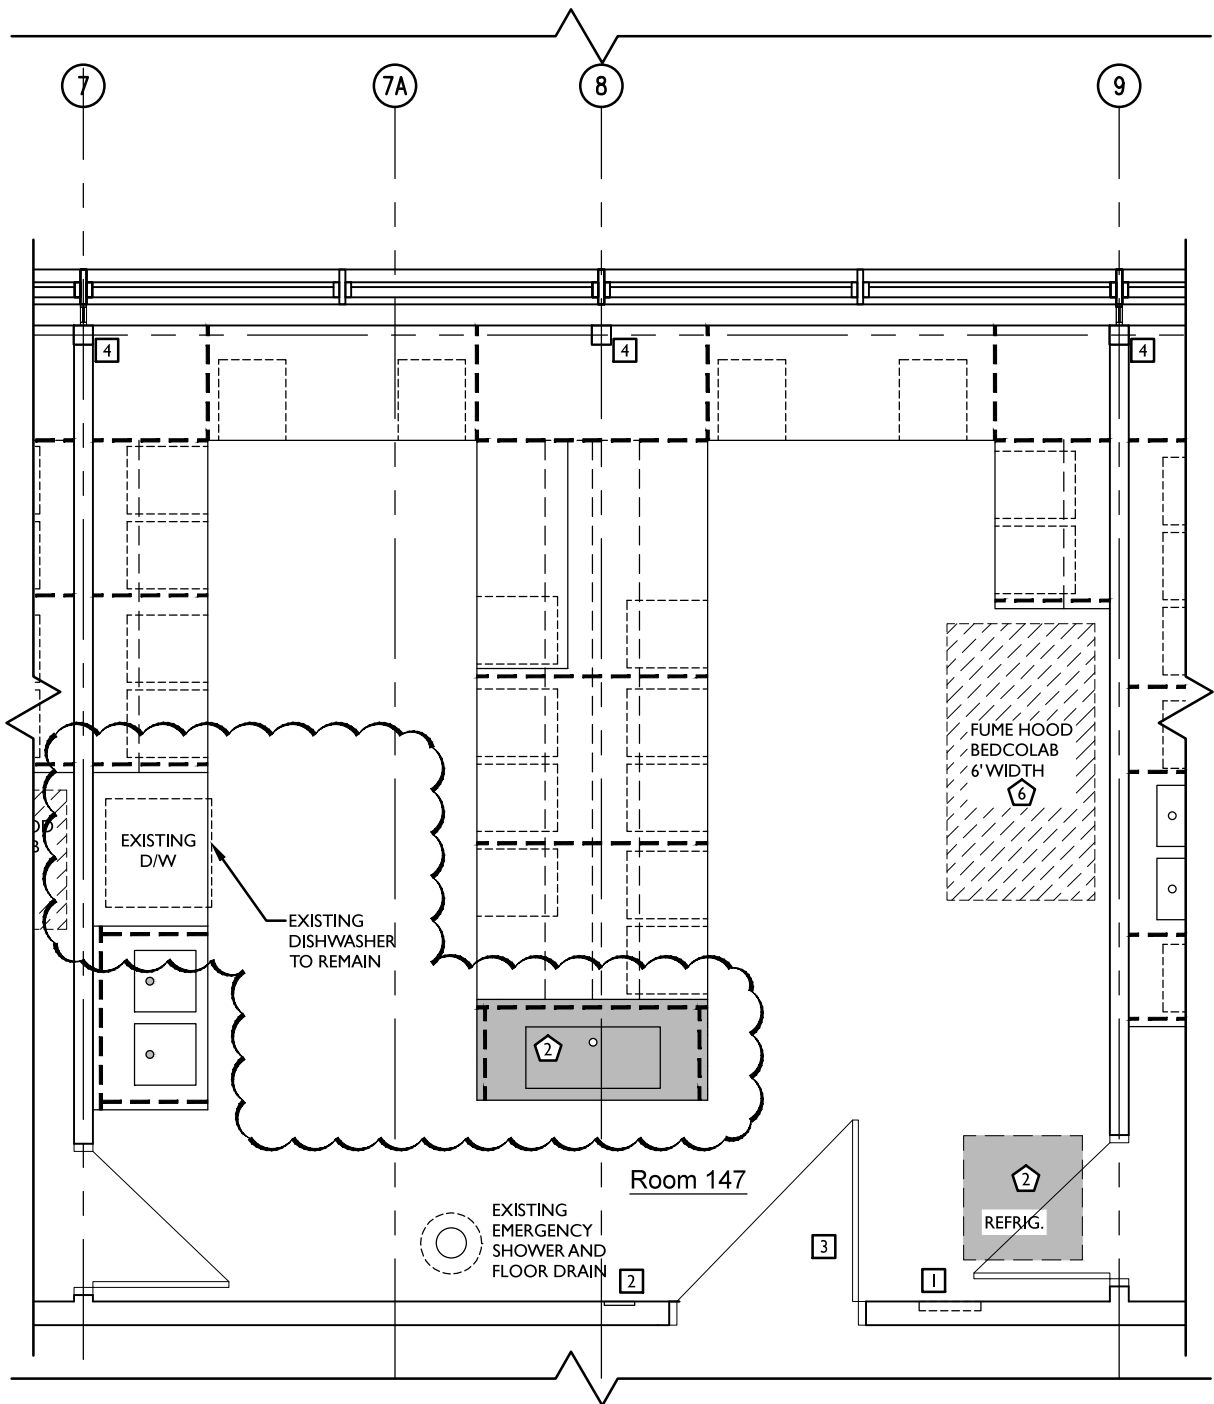 7
7A
8
9
4
4
4
FUME HOOD
BEDCOLAB
6' WIDTH
6
OD
B
EXISTING
D/W
EXISTING
DISHWASHER
TO REMAIN
2
Room 147
2
REFRIG.
EXISTING
EMERGENCY
SHOWER AND
FLOOR DRAIN
3
2
1